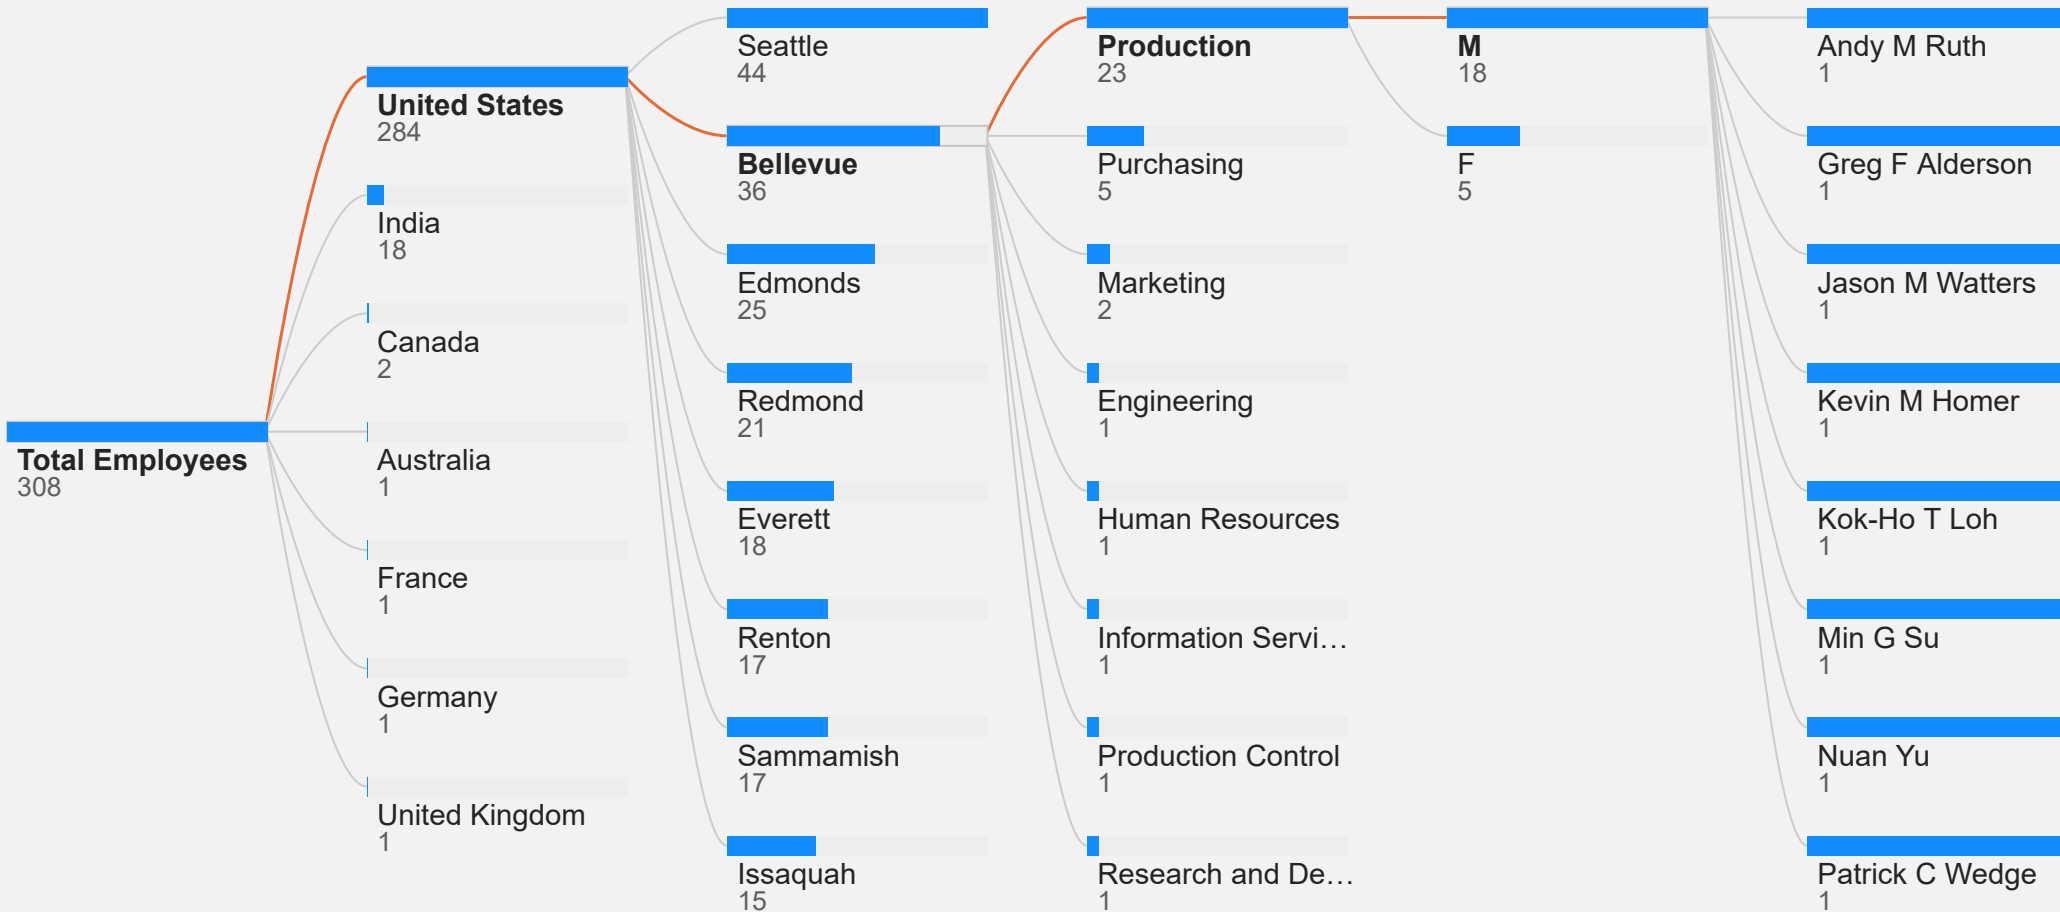 Total Employees
308
United States
284
India
18
Canada
2
Australia
1
France
1
Germany
1
United Kingdom
1
Seattle
44
Bellevue
36
Edmonds
25
Redmond
21
Everett
18
Renton
17
Sammamish
17
Issaquah
15
Production
23
Purchasing
5
Marketing
2
Engineering
1
Human Resources
1
Information Servi…
1
Production Control
1
Research and De…
1
M
18
F
5
Andy M Ruth
1
Greg F Alderson
1
Jason M Watters
1
Kevin M Homer
1
Kok-Ho T Loh
1
Min G Su
1
Nuan Yu
1
Patrick C Wedge
1